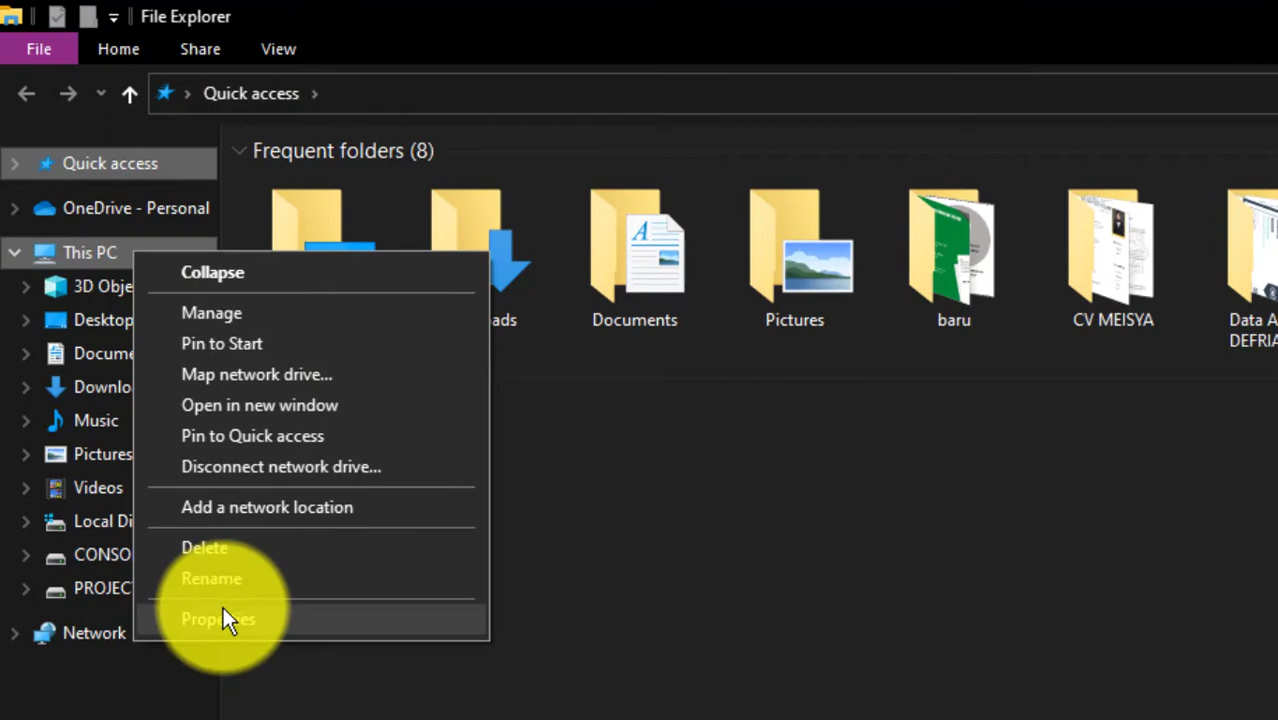 File Explorer
File Home Share View
Quick access
Quick access
OneDrive - Personal
This PC
3D Obje
Desktop
Docume
Downlo
Music
Pictures
Videos
Local Di
CONSO
PROJEC
Network
Collapse
Manage
Pin to Start
Map network drive...
Open in new window
Pin to Quick access
Disconnect network drive...
Add a network location
Delete
Rename
Properties
Frequent folders (8)
oads
Documents
Pictures
baru
CV MEISYA
Data A
DEFRIA